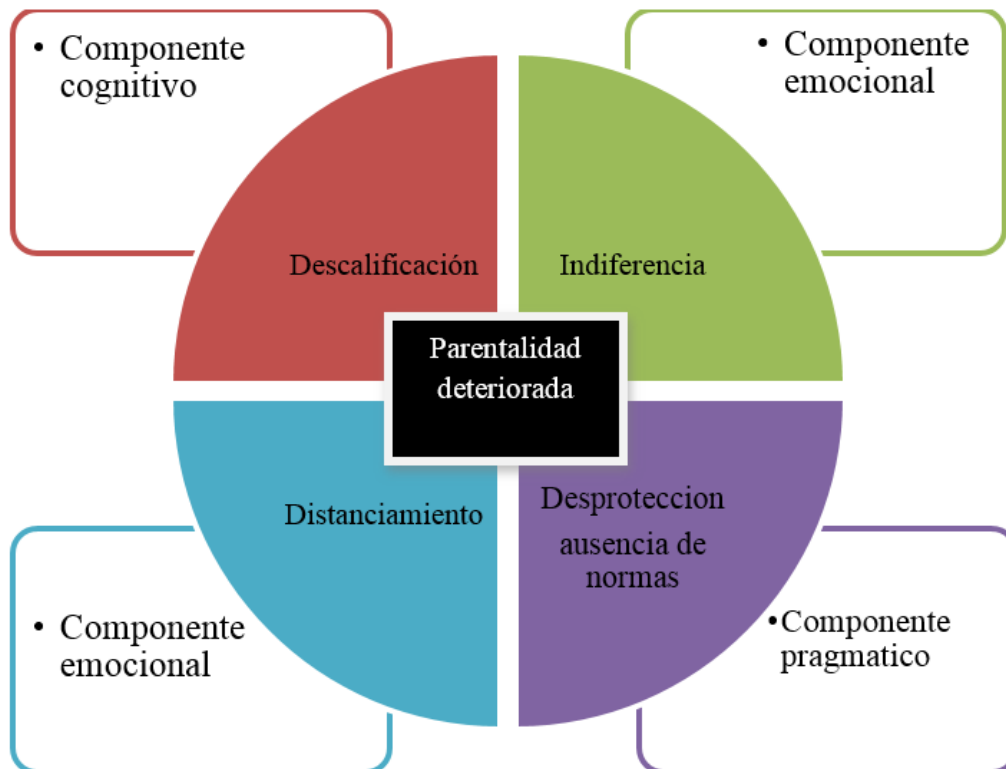 • Componente
cognitivo
• Componente
emocional
Descalificación
Indiferencia
Parentalidad
deteriorada
Distanciamiento
Desproteccion
ausencia de
normas
• Componente
emocional
•Componente
pragmatico